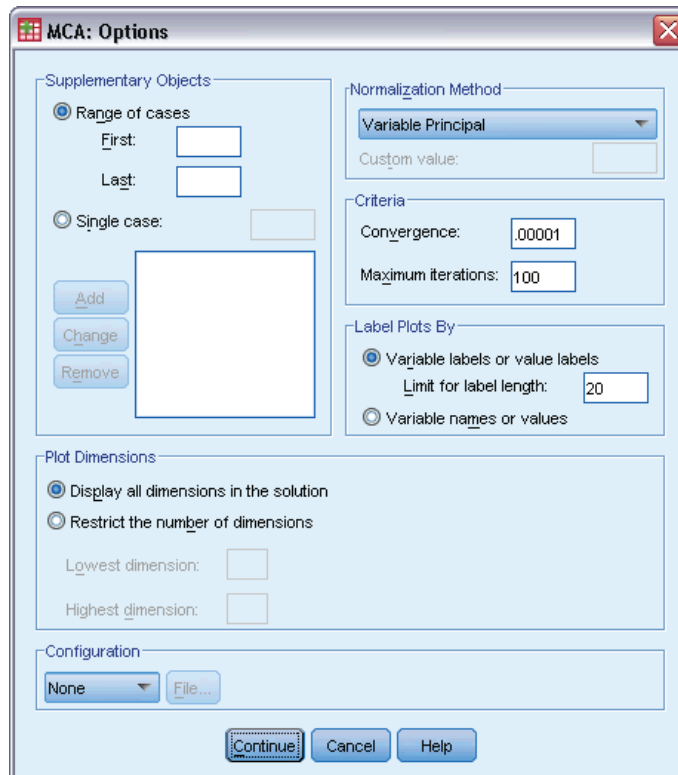 MCA: Options
Supplementary Objects
Range of cases
First:
Last:
Single case:
Add
Change
Remove
Normalization Method
Variable Principal
Custom value:
Criteria
Convergence: .00001
Maximum iterations: 100
Label Plots By
Variable labels or value labels
Limit for label length: 20
Variable names or values
Plot Dimensions
Display all dimensions in the solution
Restrict the number of dimensions
Lowest dimension:
Highest dimension:
Configuration
None File...
Continue Cancel Help